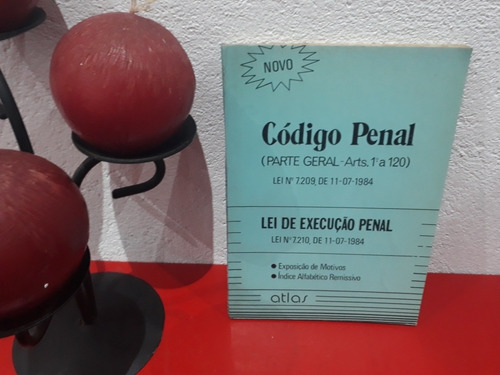 NOVO
Código Penal
(PARTE GERAL-Arts. 1º a 120)
LEI Nº 7.209, DE 11-07-1984
LEI DE EXECUÇÃO PENAL
LEI Nº 7.210, DE 11-07-1984
● Exposição de Motivos
● Índice Alfabético Remissivo
atlas